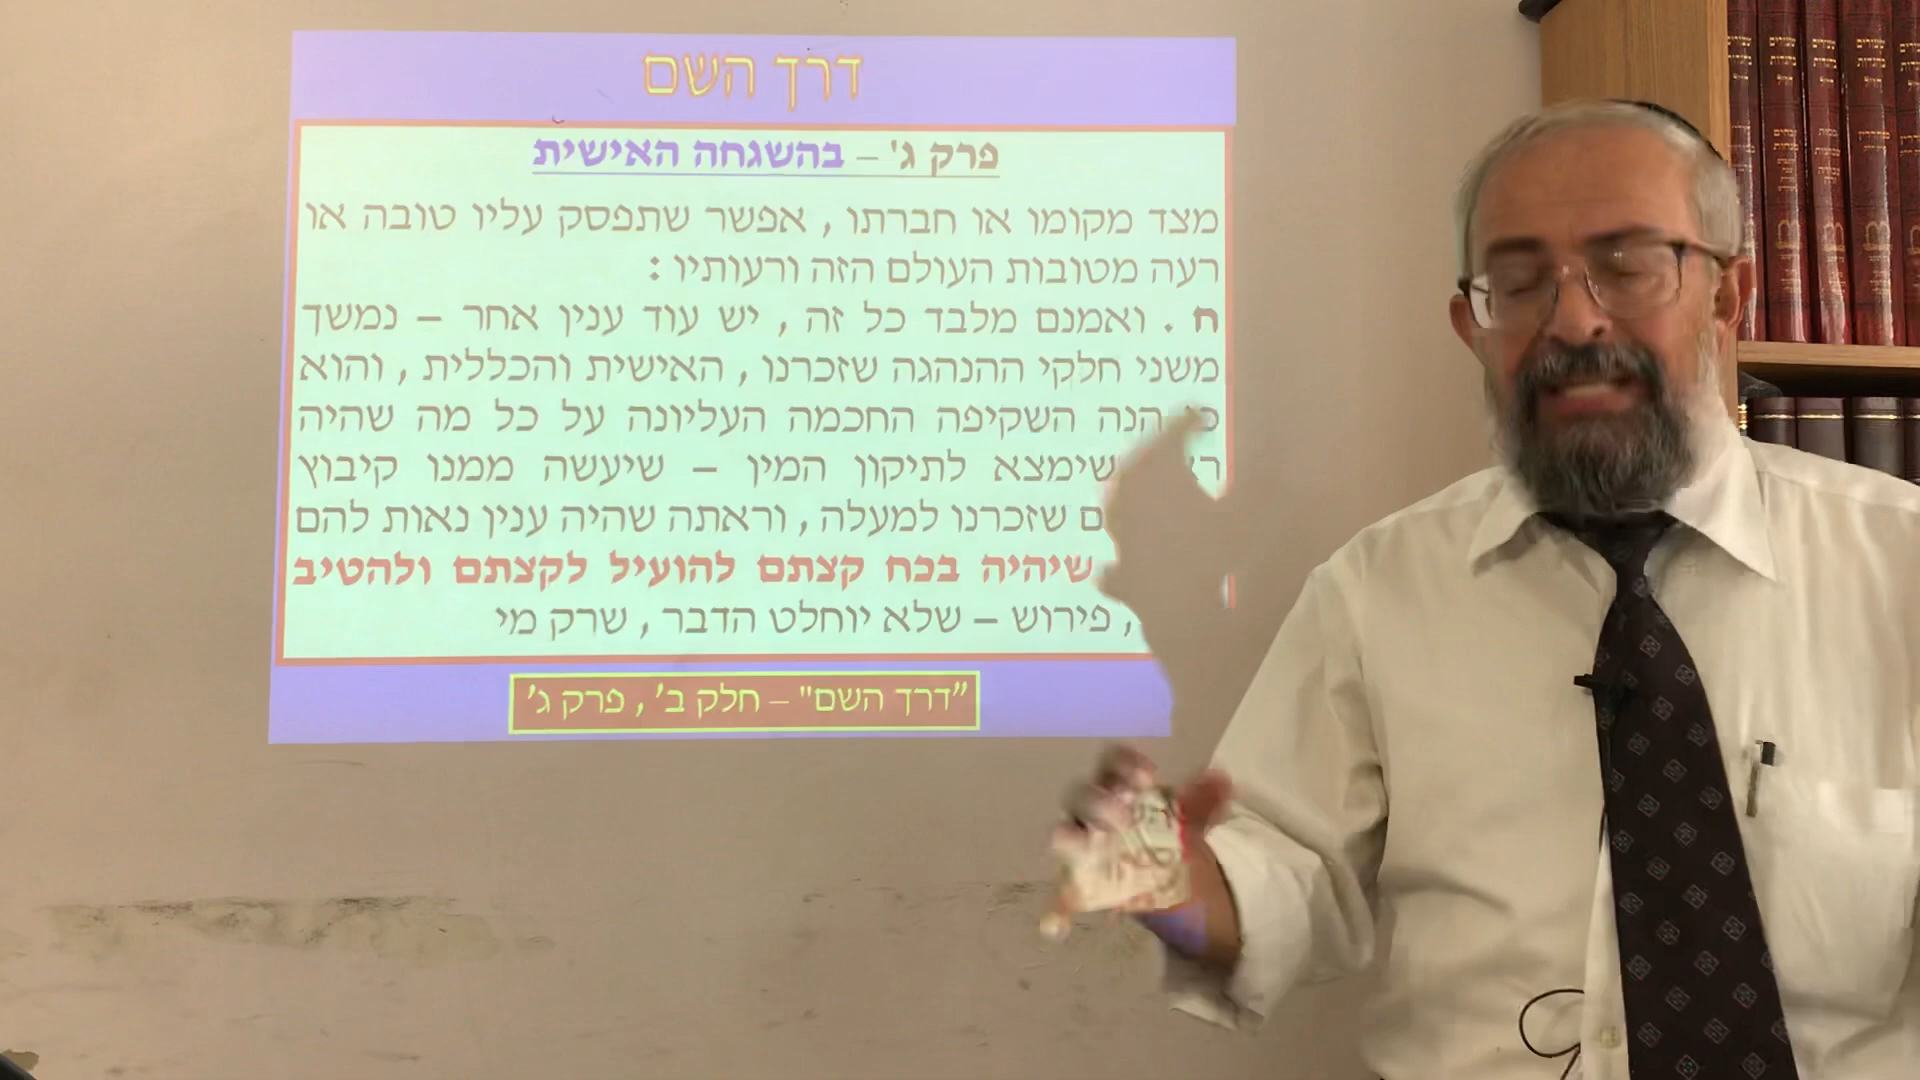 דרך השם
פרק ג' – בהשגחה האישית
מצד מקומו או חברתו , אפשר שתפסק עליו טובה או
רעה מטובות העולם הזה ורעותיו :
ח . ואמנם מלבד כל זה , יש עוד ענין אחר – נמשך
משני חלקי ההנהגה שזכרנו , האישית והכללית , והוא
כי הנה השקיפה החכמה העליונה על כל מה שהיה
שימצא לתיקון המין – שיעשה ממנו קיבוץ
שזכרנו למעלה , וראתה שהיה ענין נאות להם
שיהיה בכח קצתם להועיל לקצתם ולהטיב
, פירוש – שלא יוחלט הדבר , שרק מי
"דרך השם" – חלק ב' , פרק ג'